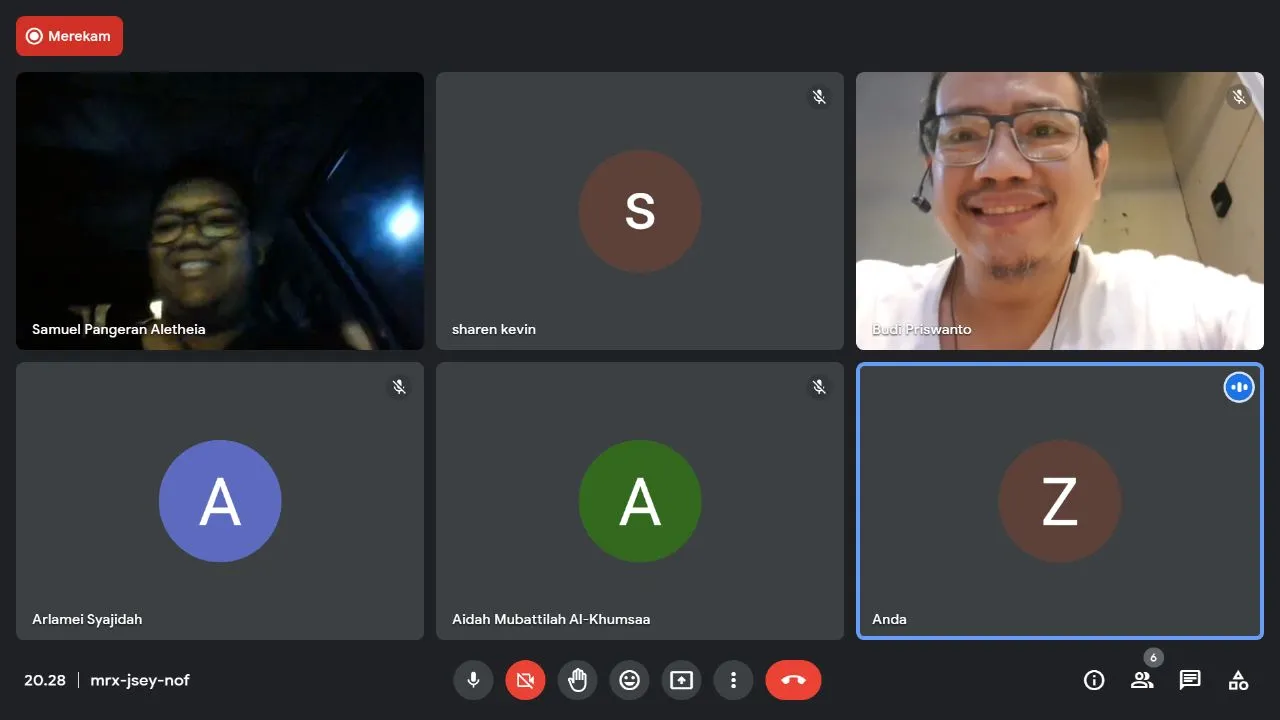 Merekam
S
Samuel Pangeran Aletheia
sharen kevin
Budi Priswanto
A
A
Z
Arlamei Syajidah
Aidah Mubattilah Al-Khumsaa
Anda
6
20.28 | mrx-jsey-nof